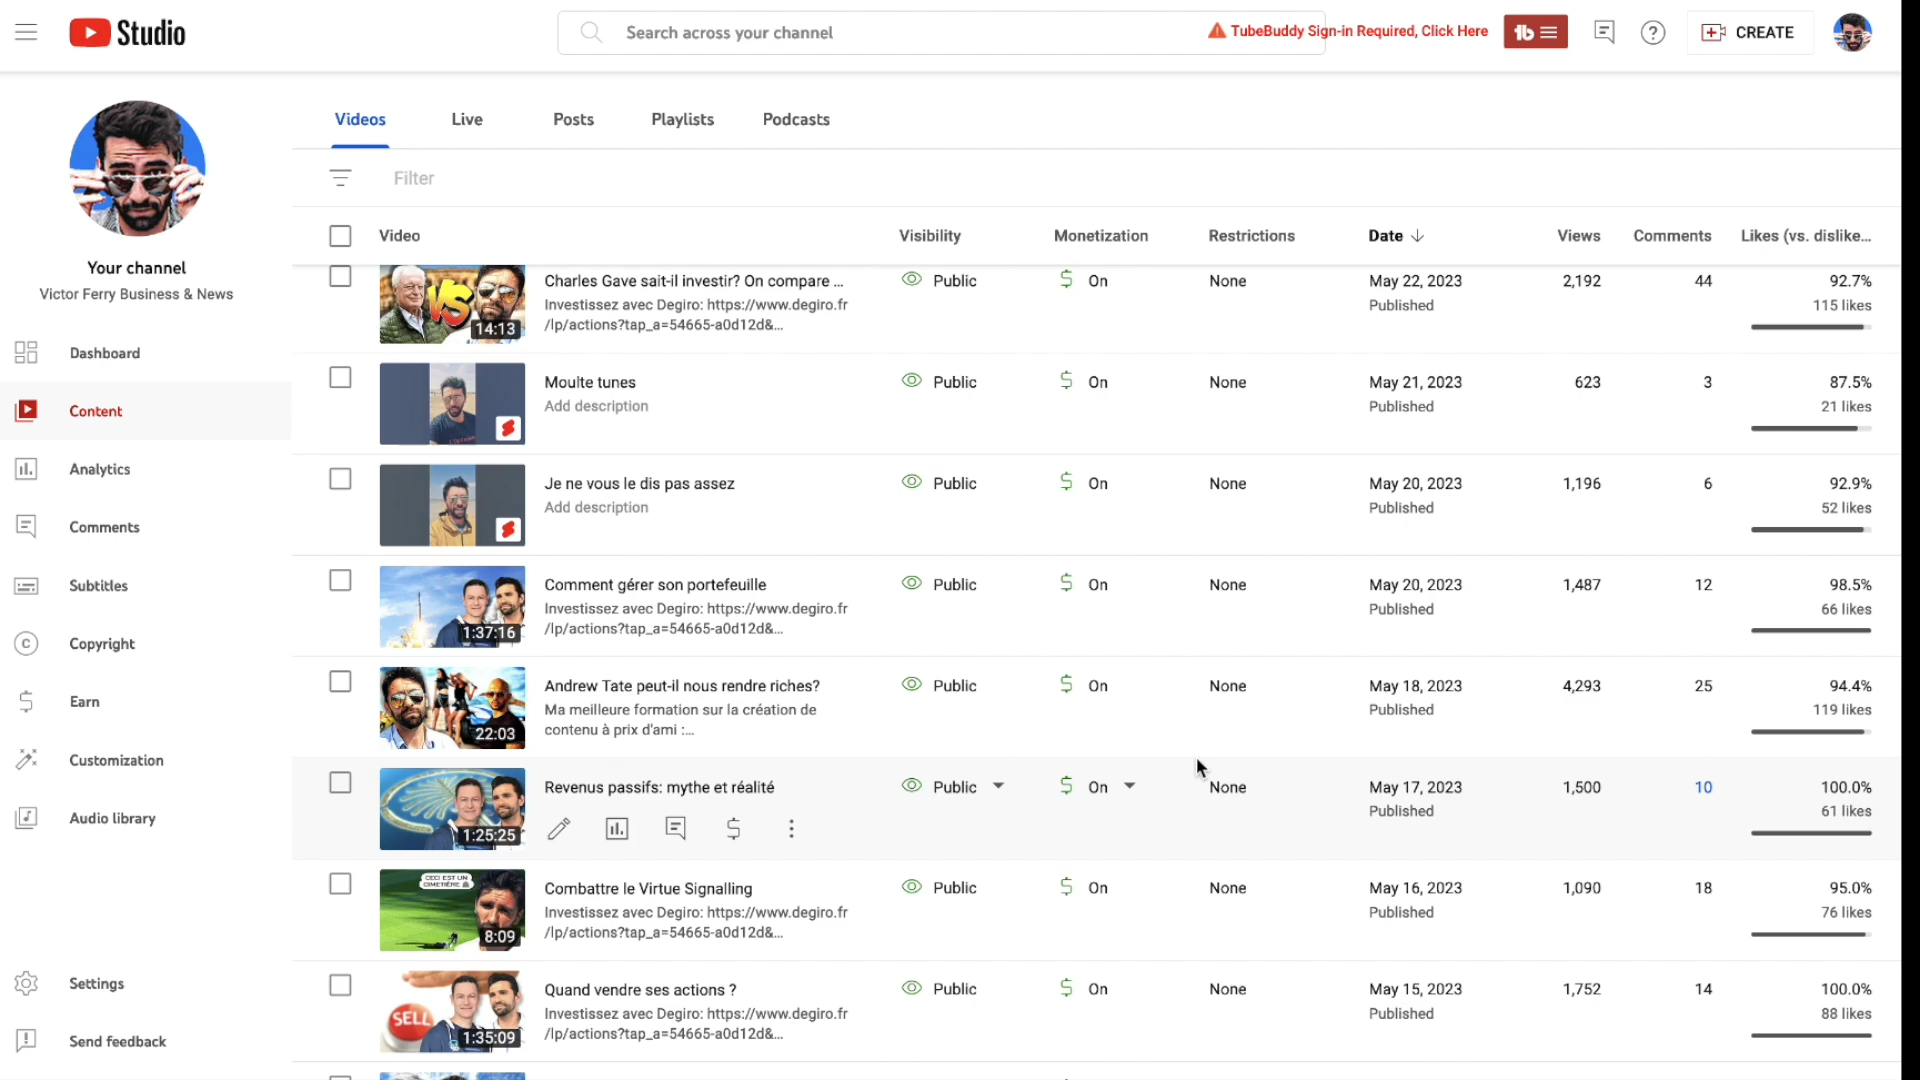 Studio
Search across your channel
TubeBuddy Sign-in Required, Click Here
tb
CREATE
Your channel
Victor Ferry Business & News
Dashboard
Content
Analytics
Comments
Subtitles
Copyright
Earn
Customization
Audio library
Settings
Send feedback
Videos Live Posts Playlists Podcasts
Filter
Video Visibility Monetization Restrictions Date Views Comments Likes (vs. dislike...
Charles Gave sait-il investir? On compare ... Public On None May 22, 2023 2,192 44 92.7%
Investissez avec Degiro: https://www.degiro.fr Published 115 likes
/lp/actions?tap_a=54665-a0d12d&...
VS
14:13
Moulte tunes Public On None May 21, 2023 623 3 87.5%
Add description Published 21 likes
Je ne vous le dis pas assez Public On None May 20, 2023 1,196 6 92.9%
Add description Published 52 likes
Comment gérer son portefeuille Public On None May 20, 2023 1,487 12 98.5%
Investissez avec Degiro: https://www.degiro.fr Published 66 likes
/lp/actions?tap_a=54665-a0d12d&...
1:37:16
Andrew Tate peut-il nous rendre riches? Public On None May 18, 2023 4,293 25 94.4%
Ma meilleure formation sur la création de Published 119 likes
contenu à prix d'ami :...
22:03
Revenus passifs: mythe et réalité Public On None May 17, 2023 1,500 10 100.0%
Published 61 likes
1:25:25
CECI EST UN
CIMETIÈRE
Combattre le Virtue Signalling Public On None May 16, 2023 1,090 18 95.0%
Investissez avec Degiro: https://www.degiro.fr Published 76 likes
/lp/actions?tap_a=54665-a0d12d&...
8:09
Quand vendre ses actions ? Public On None May 15, 2023 1,752 14 100.0%
Investissez avec Degiro: https://www.degiro.fr Published 88 likes
/lp/actions?tap_a=54665-a0d12d&...
SELL
1:35:09